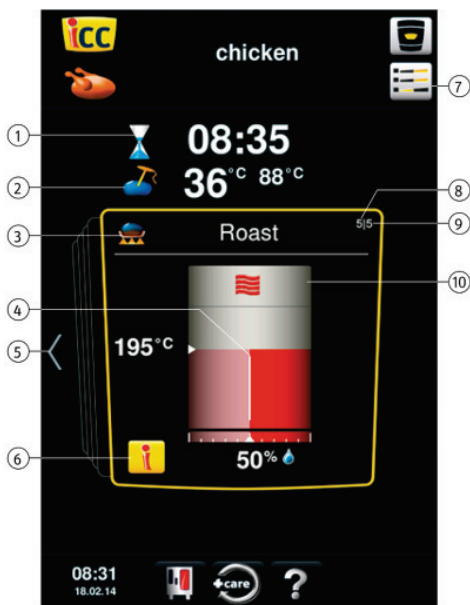 icc
chicken
① 08:35 ⑦
② 36°C 88°C ⑧
③ Roast 5|5 ⑨
④ ⑩
⑤ 195°C
⑥ i 50%
08:31
18.02.14
+care ?